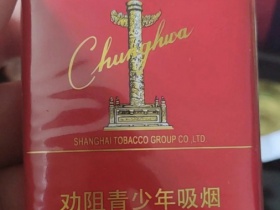 Chunghwa
SHANGHAI TOBACCO GROUP CO.,LTD
劝阻青少年吸烟